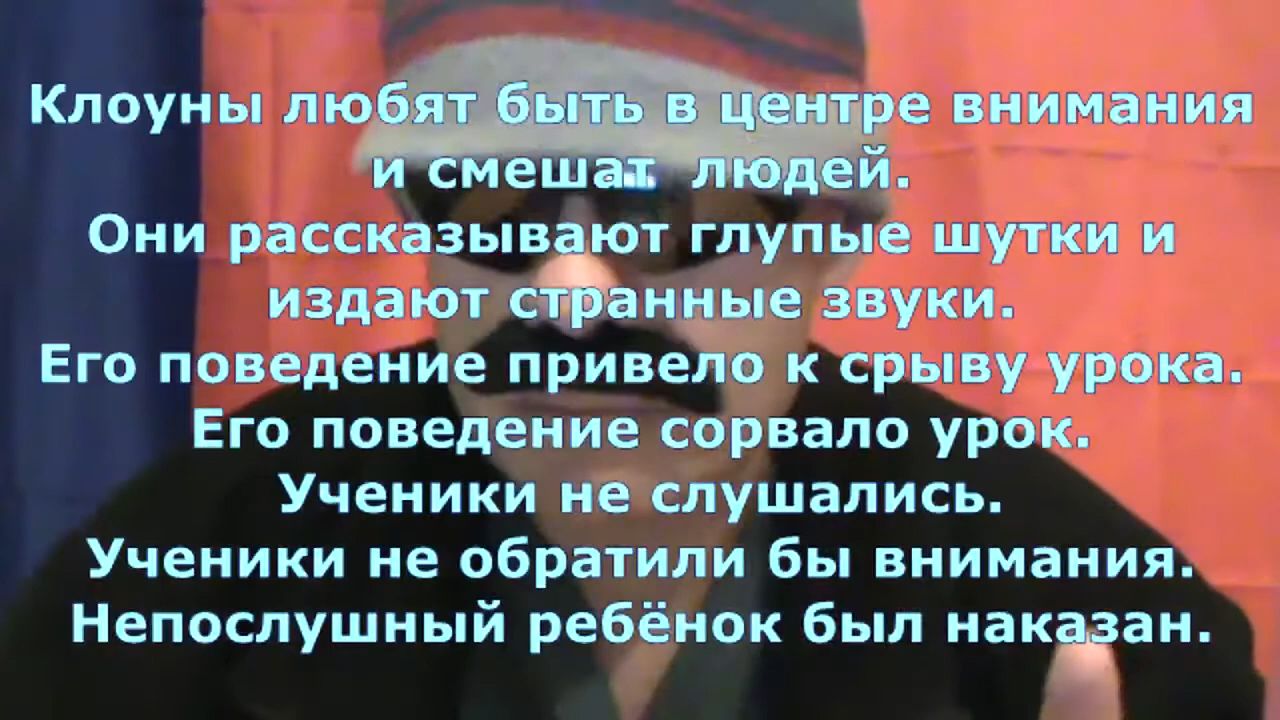 Клоуны любят быть в центре внимания
и смешат людей.
Они рассказывают глупые шутки и
издают странные звуки.
Его поведение привело к срыву урока.
Его поведение сорвало урок.
Ученики не слушались.
Ученики не обратили бы внимания.
Непослушный ребёнок был наказан.